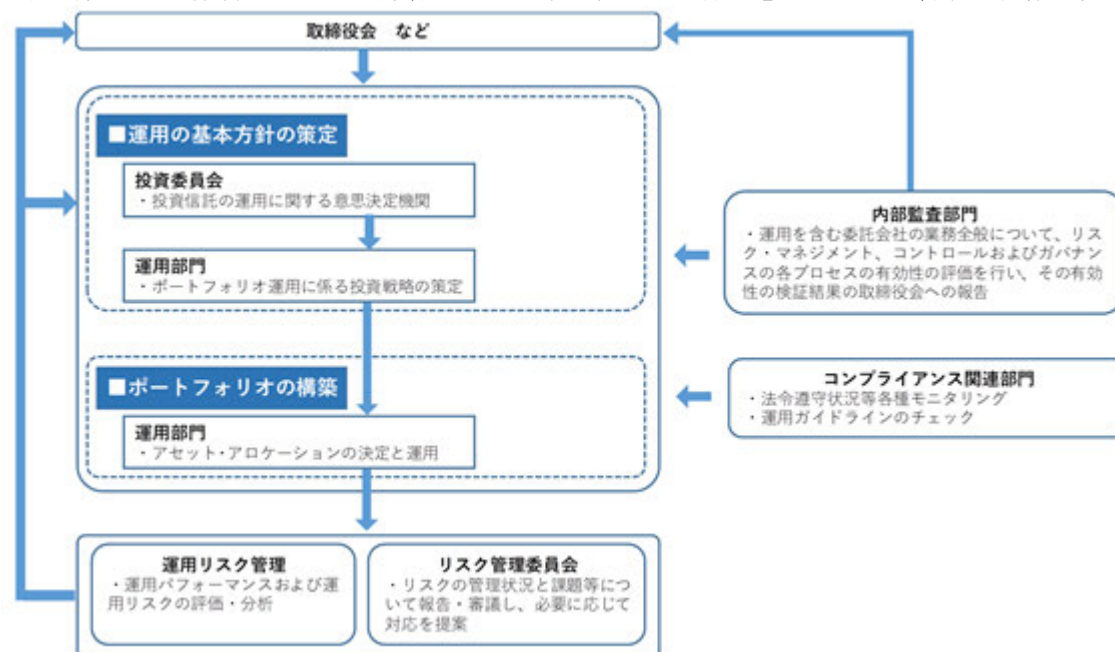 取締役会 など
■運用の基本方針の策定
投資委員会
・投資信託の運用に関する意思決定機関
運用部門
・ポートフォリオ運用に係る投資戦略の策定
■ポートフォリオの構築
運用部門
・アセット・アロケーションの決定と運用
運用リスク管理
・運用パフォーマンスおよび運
用リスクの評価・分析
リスク管理委員会
・リスクの管理状況と課題等につ
いて報告・審議し、必要に応じて
対応を提案
内部監査部門
・運用を含む委託会社の業務全般について、リス
ク・マネジメント、コントロールおよびガバナン
スの各プロセスの有効性の評価を行い、その有効
性の検証結果の取締役会への報告
コンプライアンス関連部門
・法令遵守状況等各種モニタリング
・運用ガイドラインのチェック